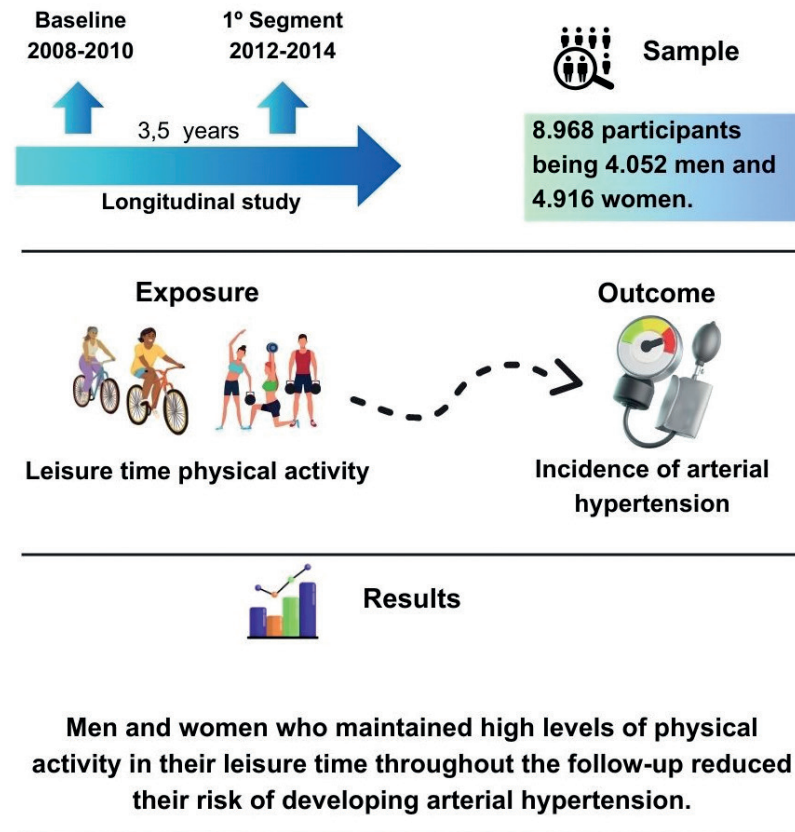 Baseline
2008-2010
1º Segment
2012-2014
3,5 years
Longitudinal study
Sample
8.968 participants
being 4.052 men and
4.916 women.
Exposure
Leisure time physical activity
Outcome
Incidence of arterial
hypertension
Results
Men and women who maintained high levels of physical
activity in their leisure time throughout the follow-up reduced
their risk of developing arterial hypertension.